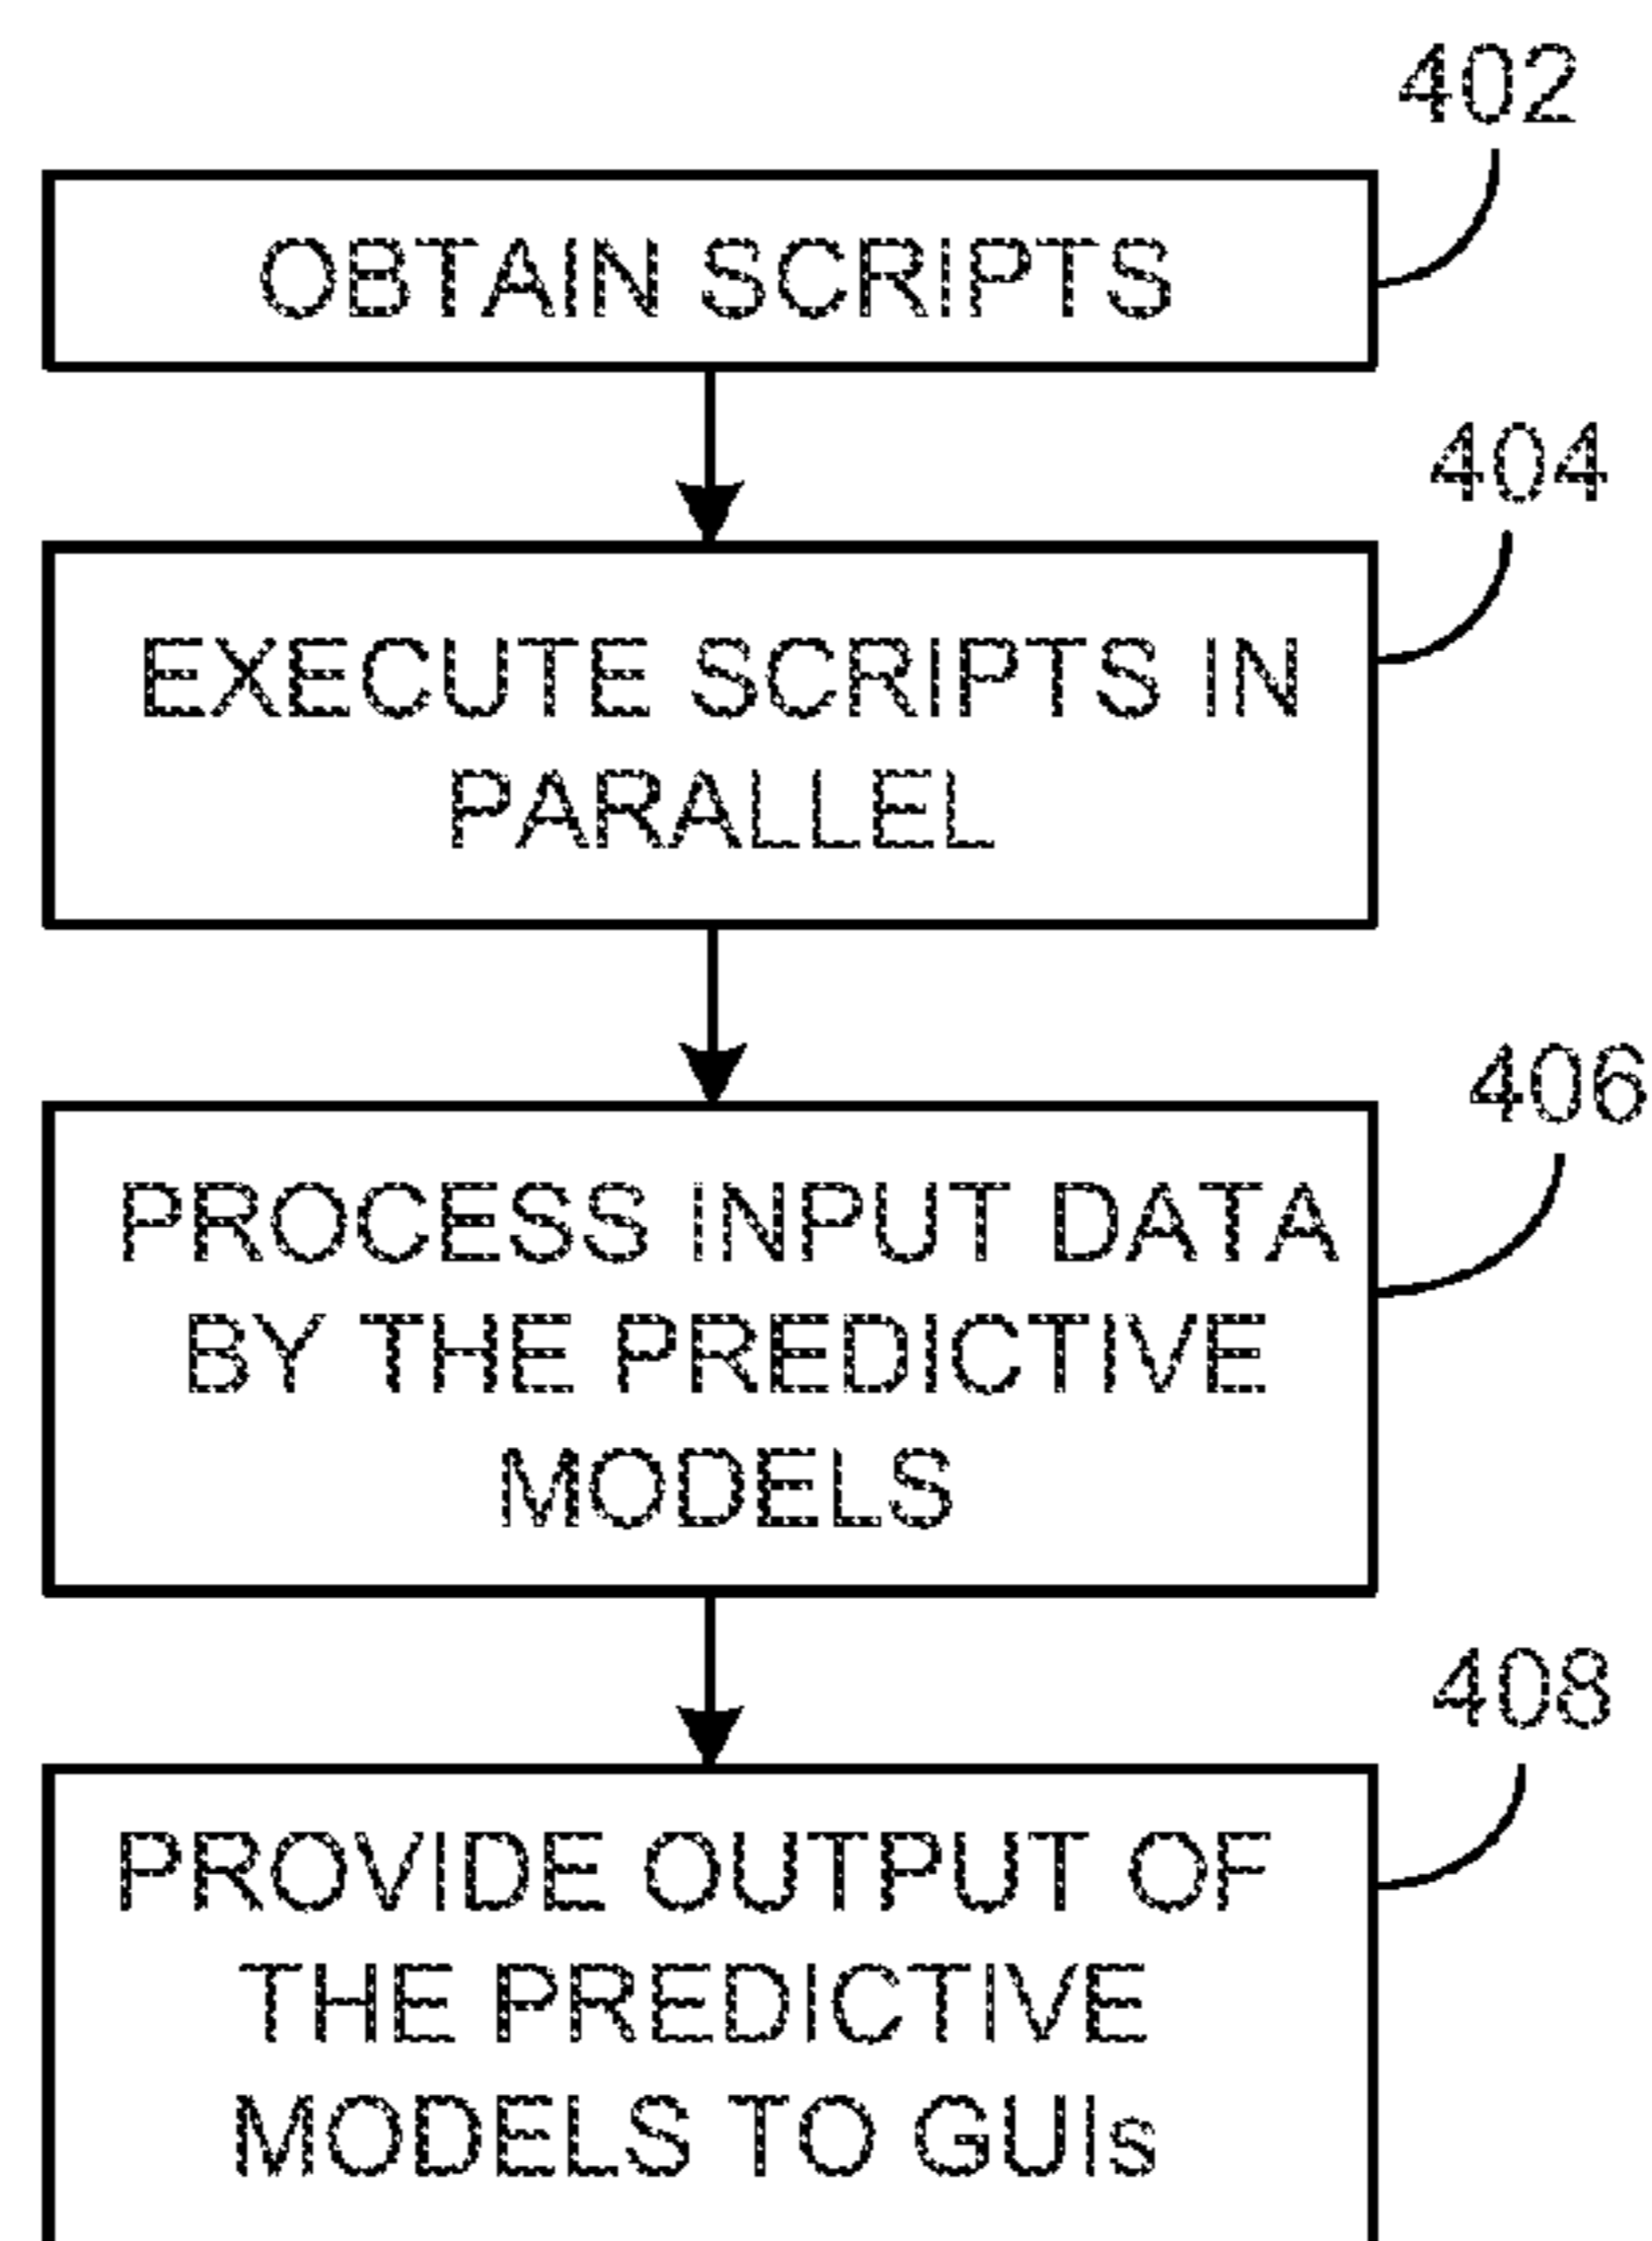 402
OBTAIN SCRIPTS
404
EXECUTE SCRIPTS IN
PARALLEL
406
PROCESS INPUT DATA
BY THE PREDICTIVE
MODELS
408
PROVIDE OUTPUT OF
THE PREDICTIVE
MODELS TO GUIs